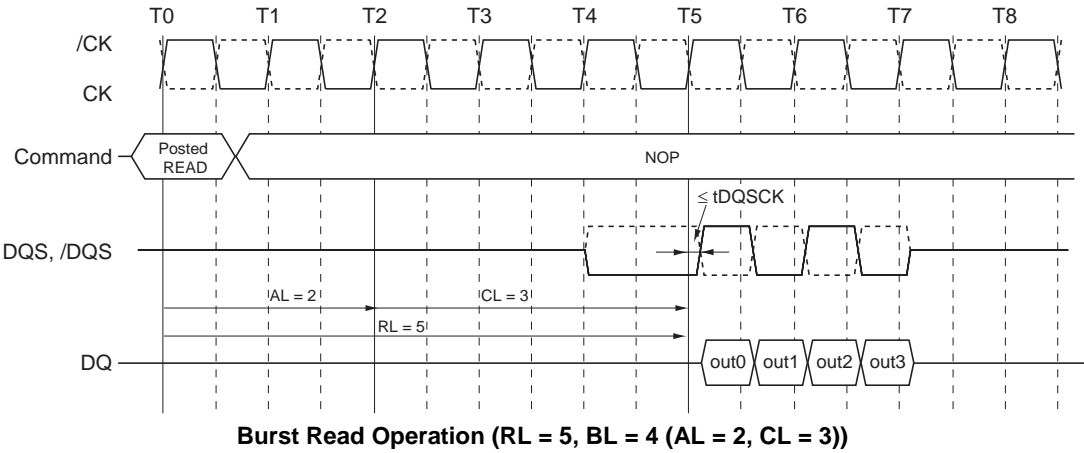 T0 T1 T2 T3 T4 T5 T6 T7 T8
/CK
CK
Command
Posted
READ
NOP
≤ tDQSCK
DQS, /DQS
AL = 2
CL = 3
RL = 5
DQ
out0 out1 out2 out3
Burst Read Operation (RL = 5, BL = 4 (AL = 2, CL = 3))